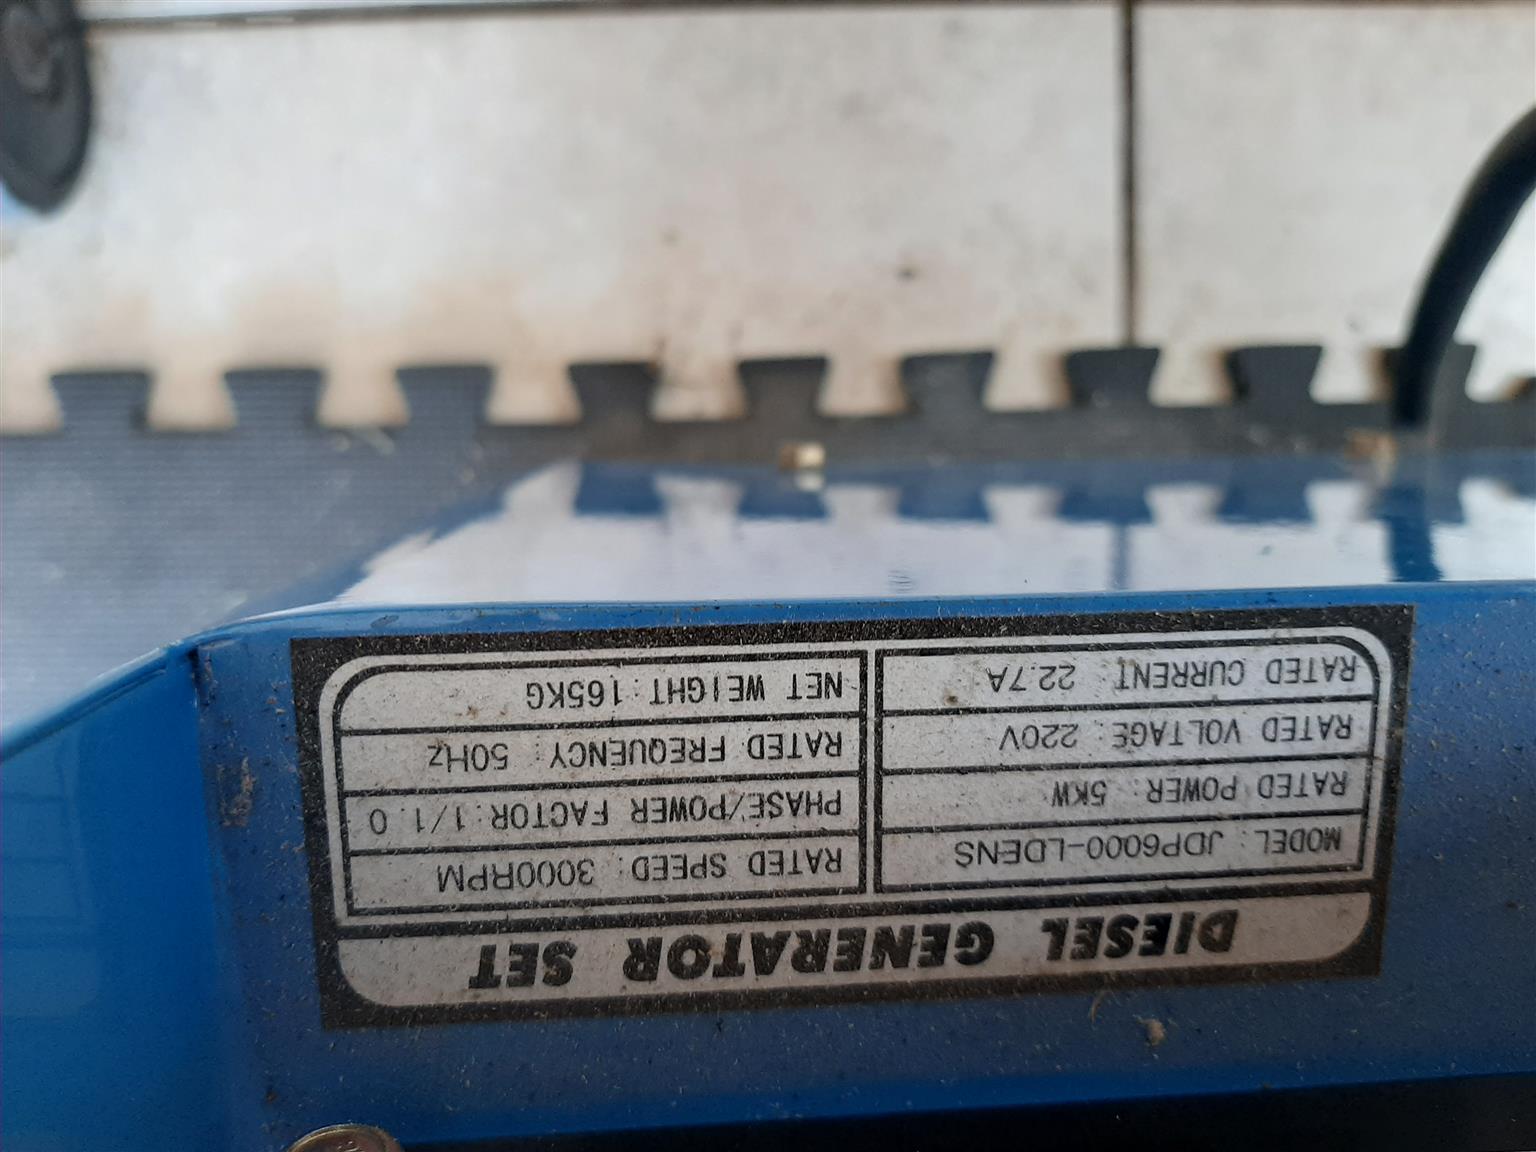 DIESEL GENERATOR SET
MODEL: JDP6000-LDENS
RATED SPEED: 3000RPM
RATED POWER: 5KW
PHASE/POWER FACTOR:1/1.0
RATED VOLTAGE: 220V
RATED FREQUENCY: 50Hz
RATED CURRENT: 22.7A
NET WEIGHT:165KG